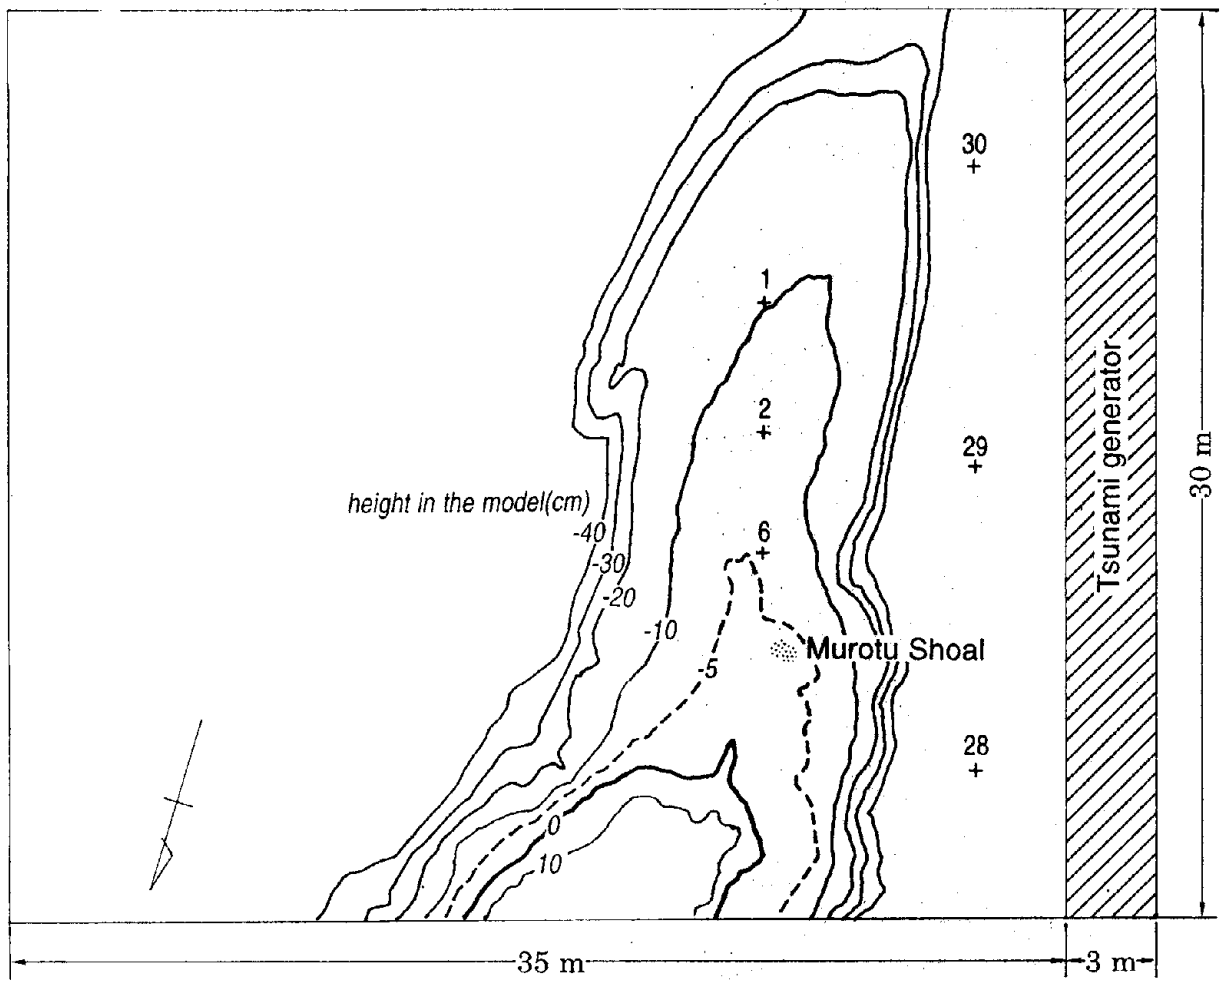 30
1
2
29
height in the model(cm)
-40
6
-30
-20
-10
Murotu Shoal
-5
28
0
10
Tsunami generator
30 m
35 m
3 m